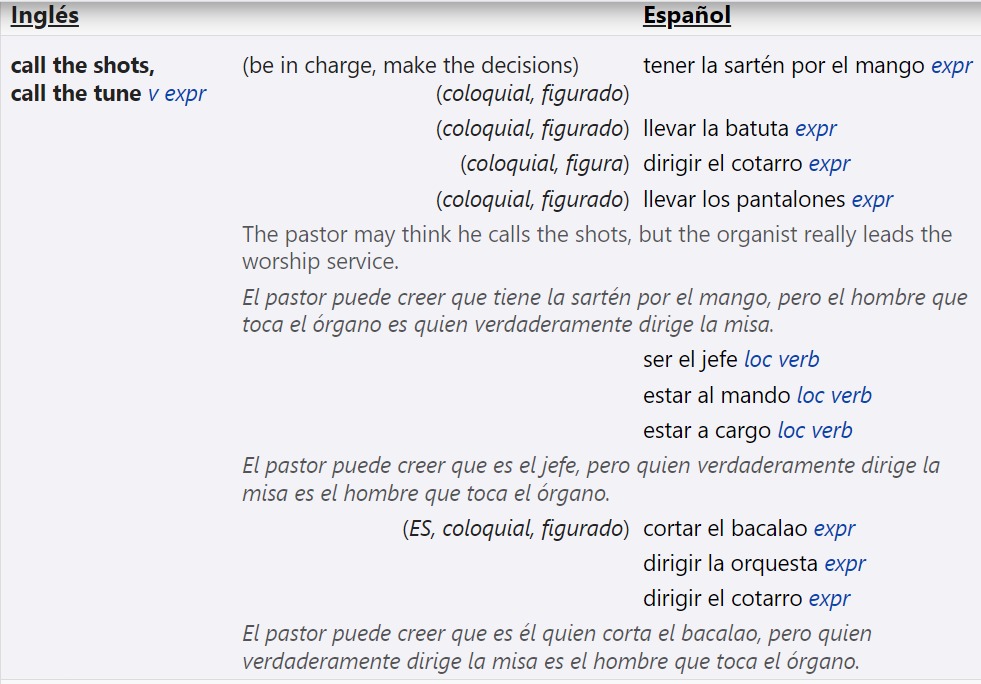 Inglés Español
call the shots, (be in charge, make the decisions) tener la sartén por el mango expr
call the tune v expr (coloquial, figurado)
(coloquial, figurado) llevar la batuta expr
(coloquial, figura) dirigir el cotarro expr
(coloquial, figurado) llevar los pantalones expr
The pastor may think he calls the shots, but the organist really leads the
worship service.
El pastor puede creer que tiene la sartén por el mango, pero el hombre que
toca el órgano es quien verdaderamente dirige la misa.
ser el jefe loc verb
estar al mando loc verb
estar a cargo loc verb
El pastor puede creer que es el jefe, pero quien verdaderamente dirige la
misa es el hombre que toca el órgano.
(ES, coloquial, figurado) cortar el bacalao expr
dirigir la orquesta expr
dirigir el cotarro expr
El pastor puede creer que es él quien corta el bacalao, pero quien
verdaderamente dirige la misa es el hombre que toca el órgano.